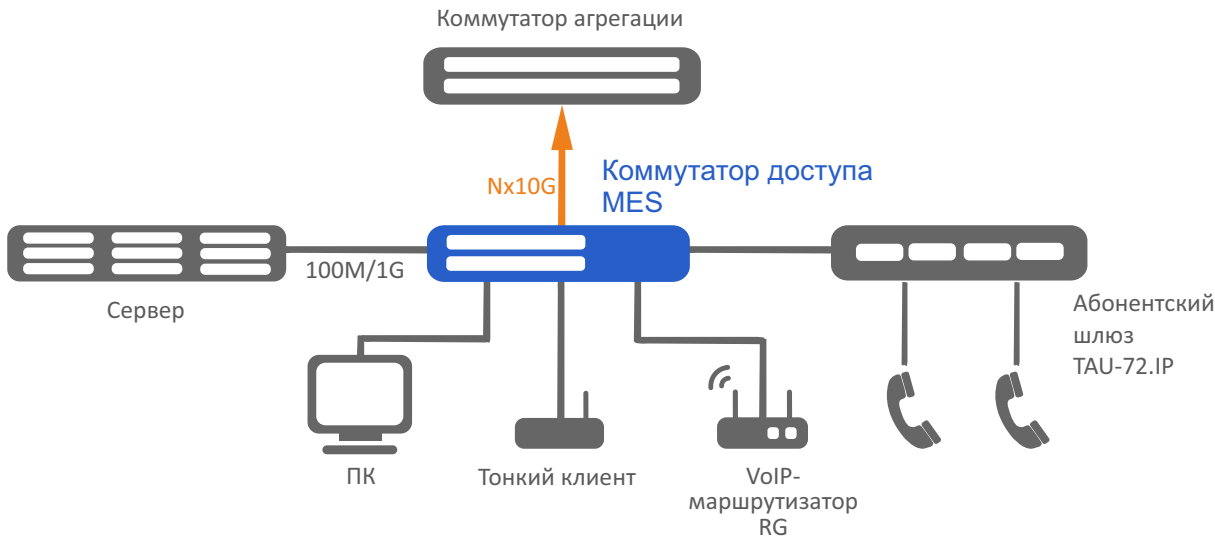 Коммутатор агрегации
Nx10G
Коммутатор доступа
MES
100M/1G
Сервер
Абонентский
шлюз
TAU-72.IP
ПК
Тонкий клиент
VoIP-
маршрутизатор
RG